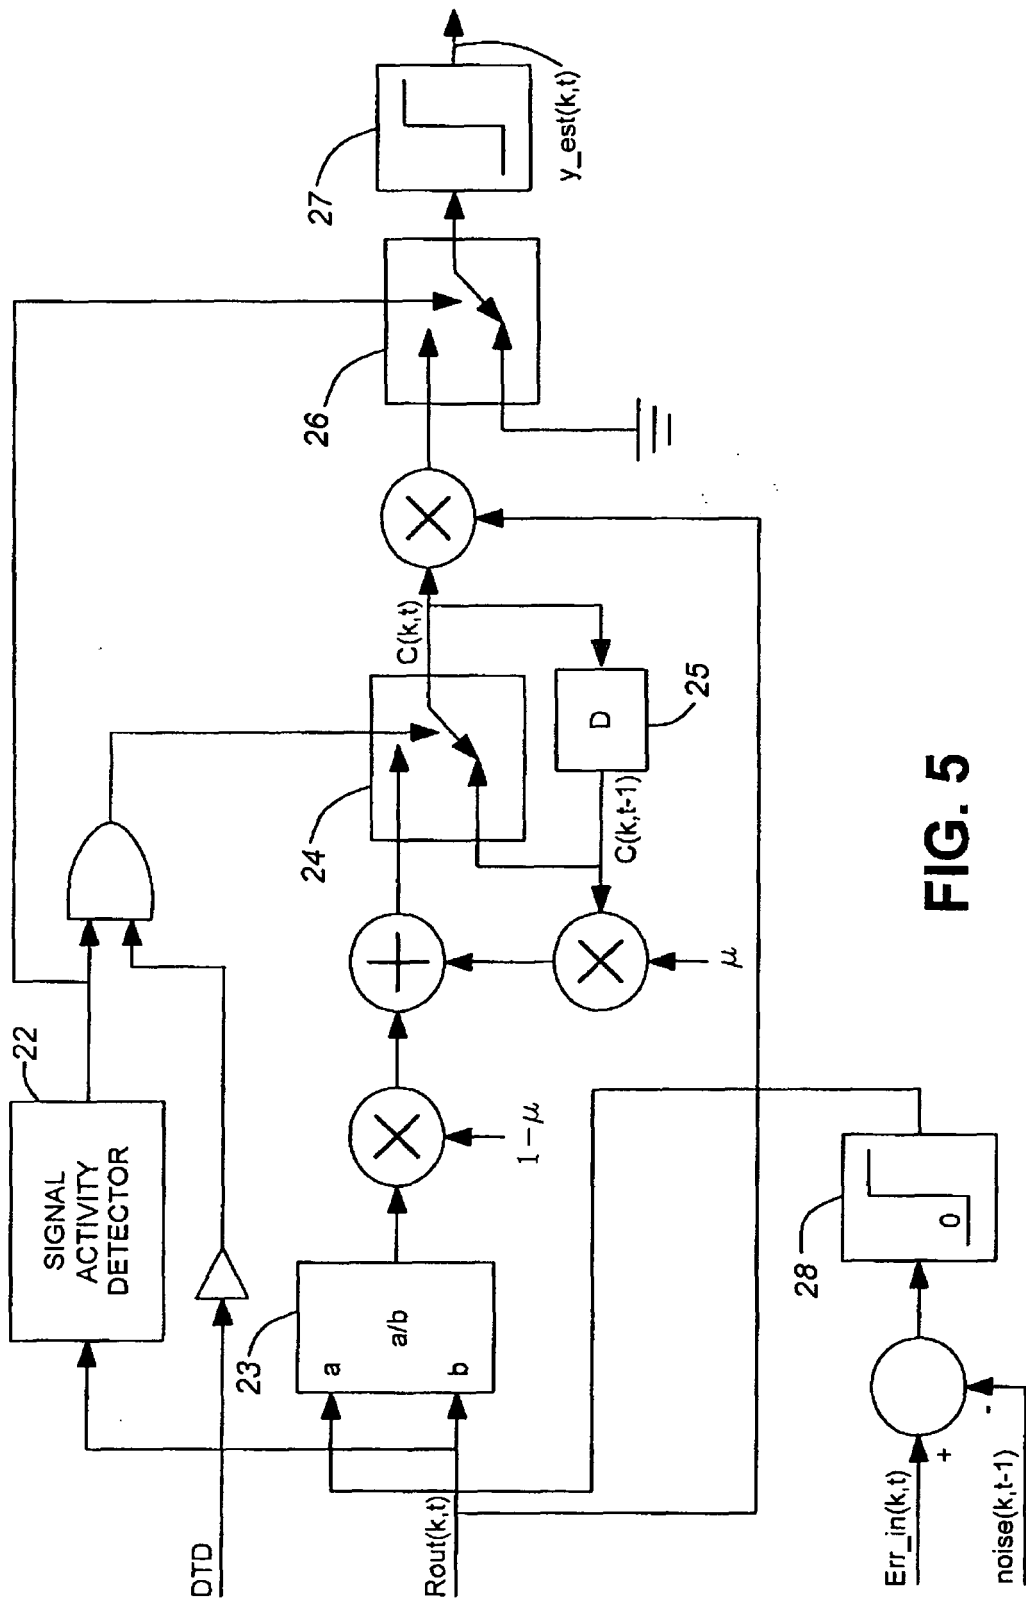 22
SIGNAL
ACTIVITY
DETECTOR
DTD
23
a
a/b
b
Rout(k,t)
1−μ
μ
24
C(k,t)
D
25
C(k,t-1)
26
27
y_est(k,t)
28
0
Err_in(k,t)
+
-
noise(k,t-1)
FIG. 5